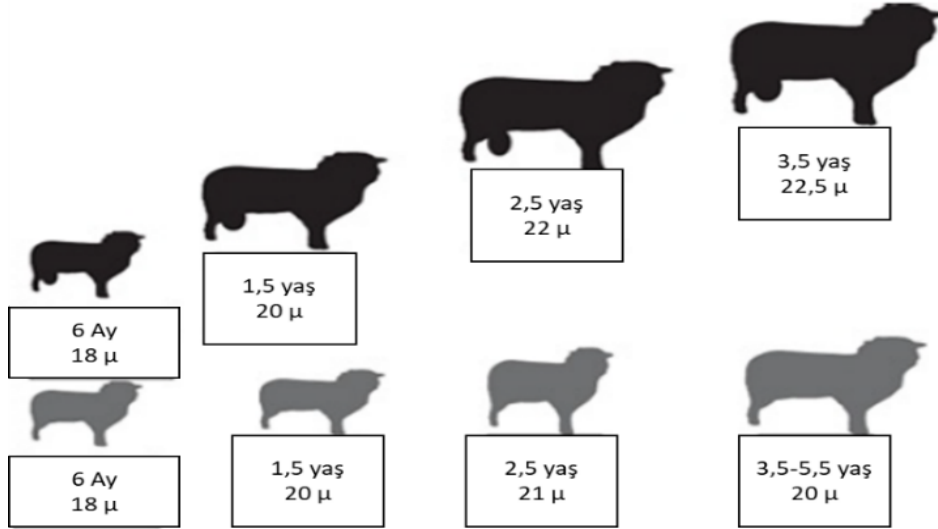 3,5 yaş
22,5 µ
2,5 yaş
22 µ
1,5 yaş
20 µ
6 Ay
18 µ
6 Ay
18 µ
1,5 yaş
20 µ
2,5 yaş
21 µ
3,5-5,5 yaş
20 µ